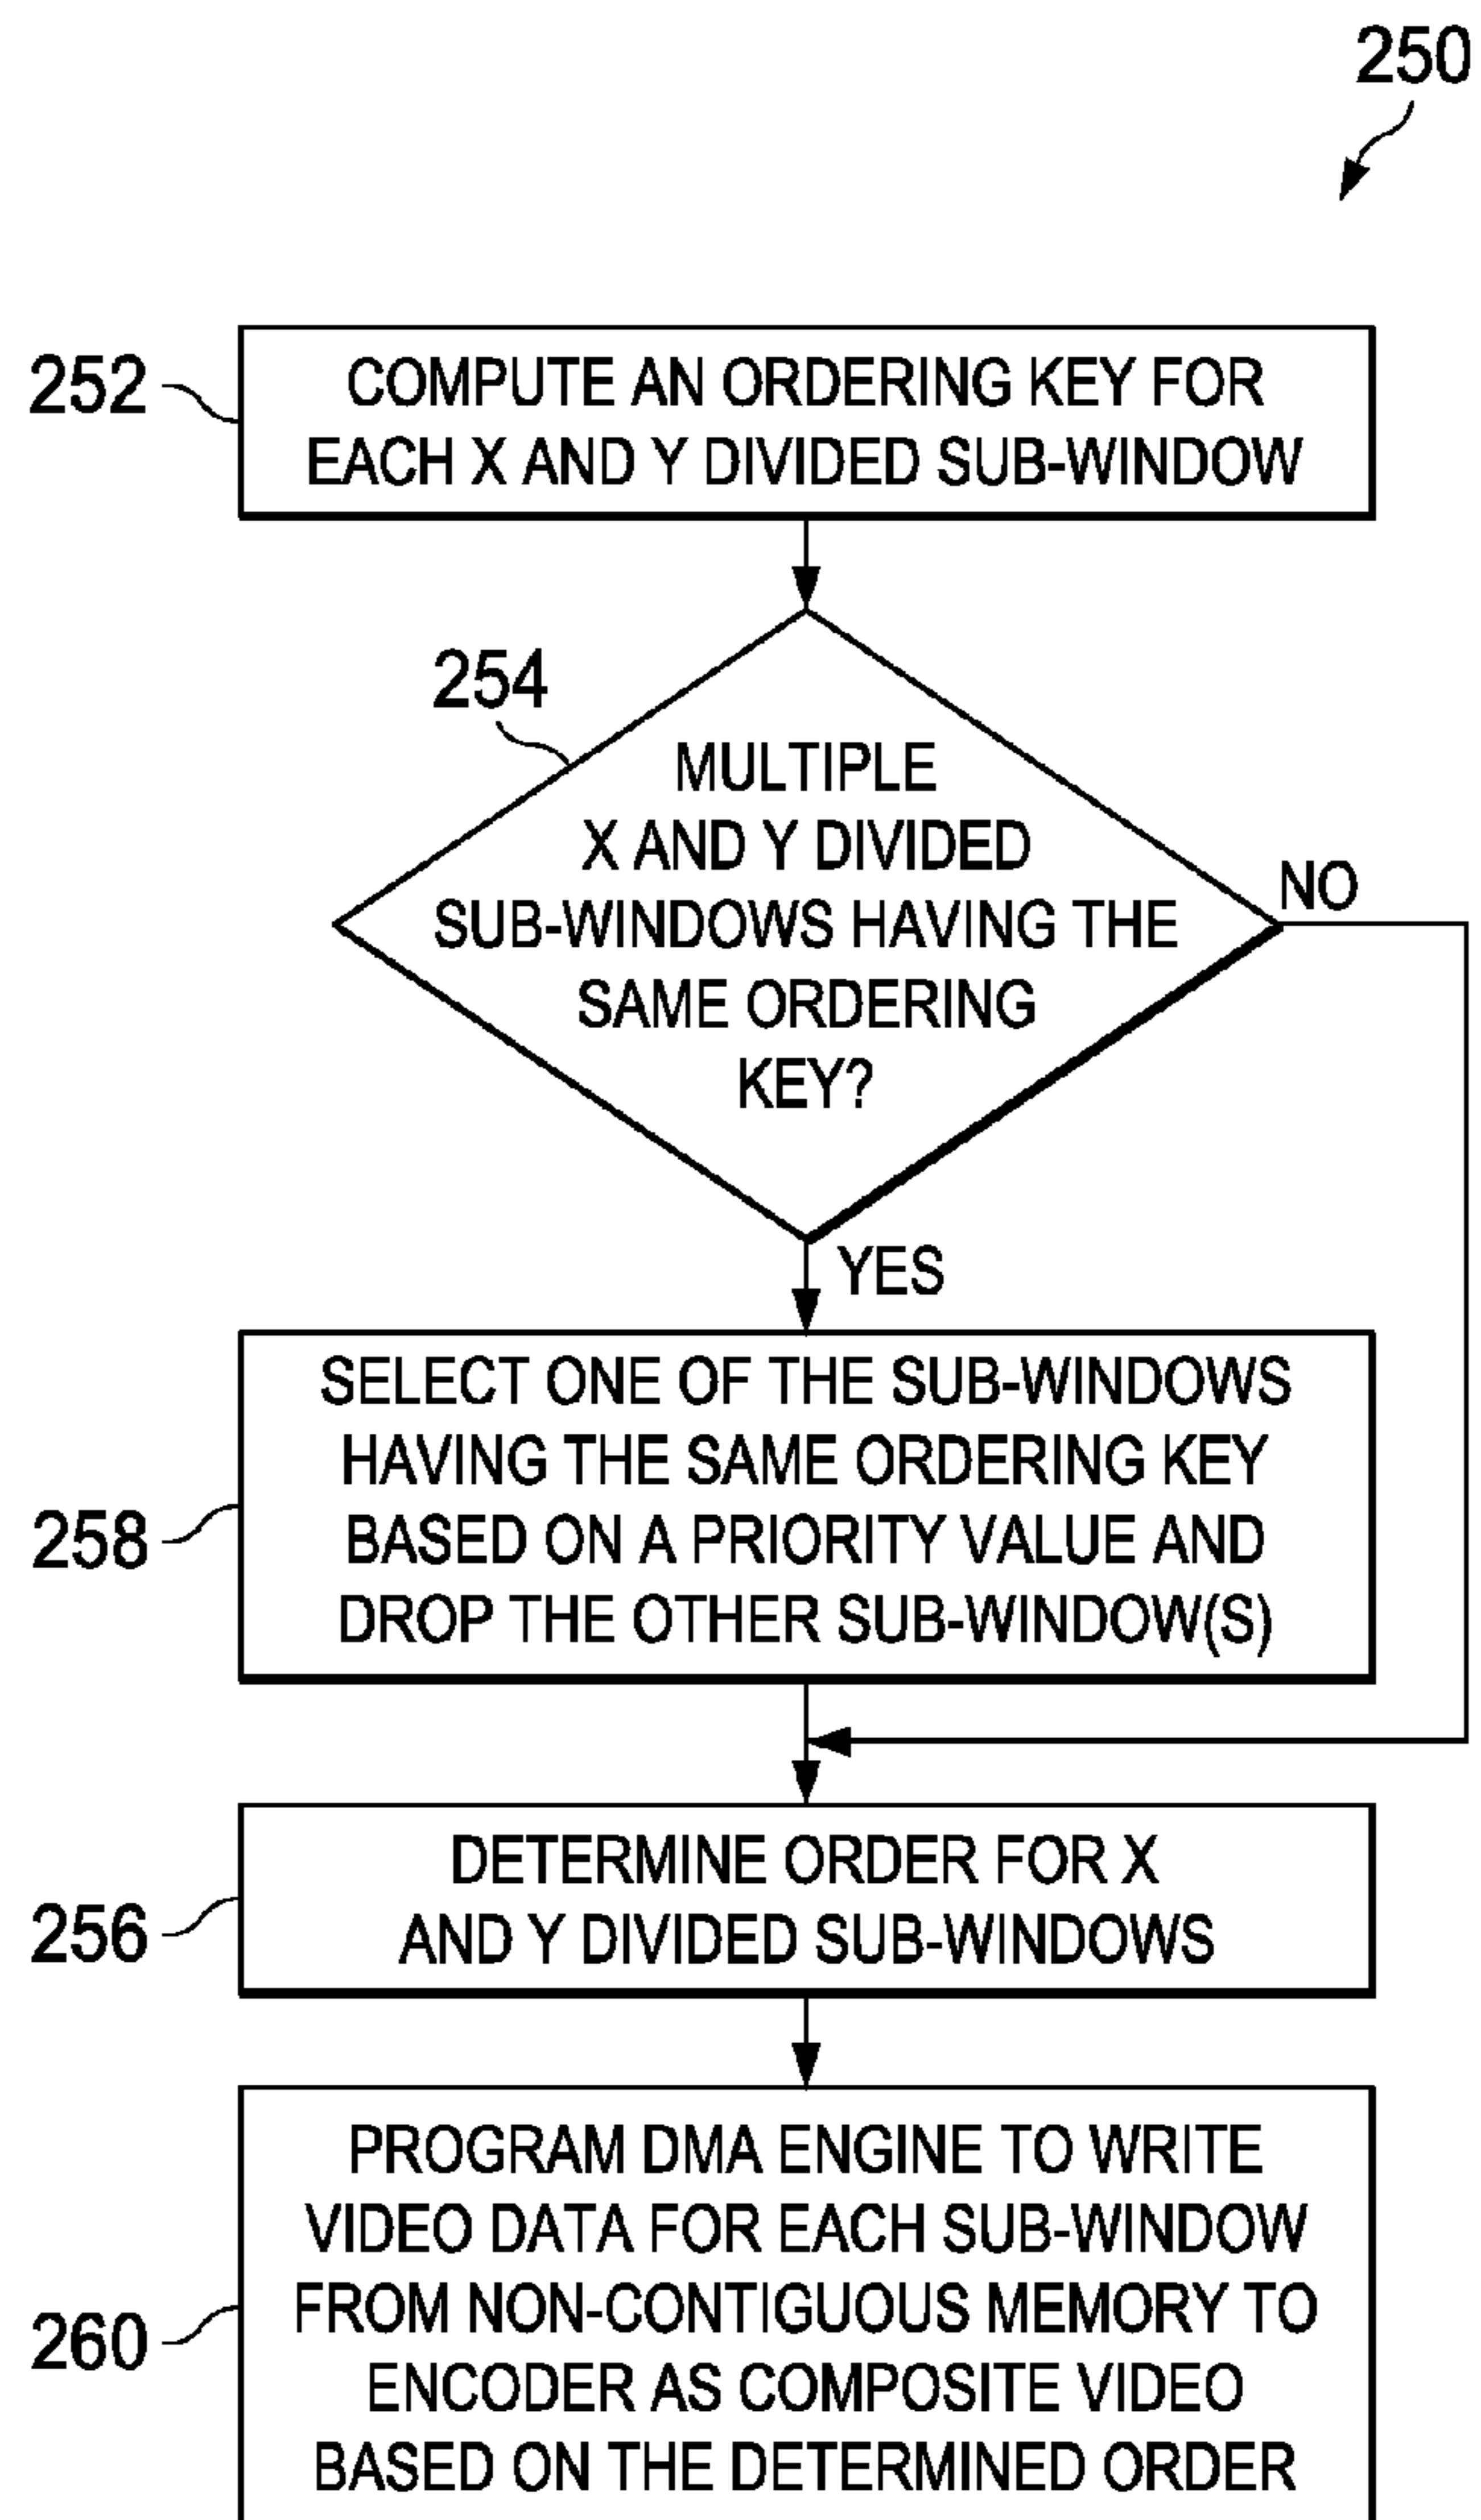 250
252
COMPUTE AN ORDERING KEY FOR
EACH X AND Y DIVIDED SUB-WINDOW
254
MULTIPLE
X AND Y DIVIDED
SUB-WINDOWS HAVING THE
SAME ORDERING
KEY?
NO
YES
258
SELECT ONE OF THE SUB-WINDOWS
HAVING THE SAME ORDERING KEY
BASED ON A PRIORITY VALUE AND
DROP THE OTHER SUB-WINDOW(S)
256
DETERMINE ORDER FOR X
AND Y DIVIDED SUB-WINDOWS
260
PROGRAM DMA ENGINE TO WRITE
VIDEO DATA FOR EACH SUB-WINDOW
FROM NON-CONTIGUOUS MEMORY TO
ENCODER AS COMPOSITE VIDEO
BASED ON THE DETERMINED ORDER